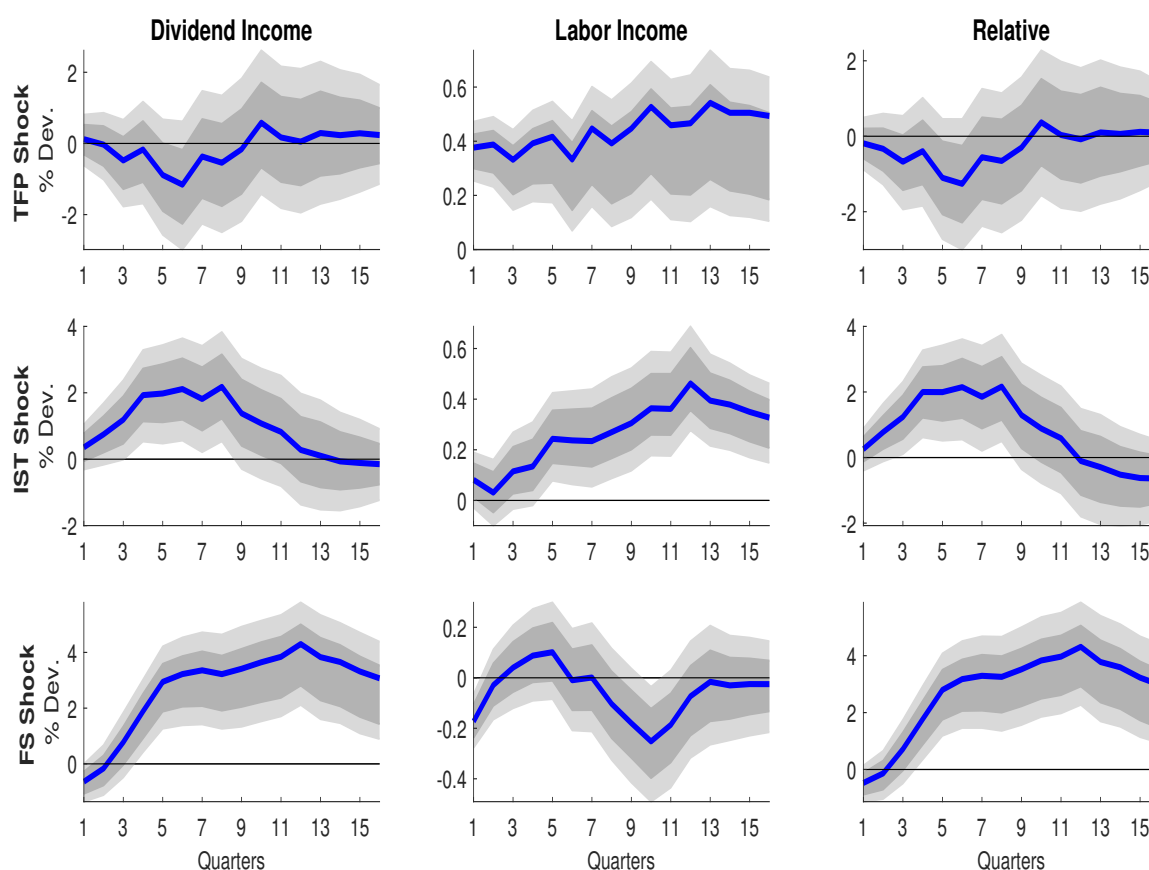 Dividend Income
Labor Income
Relative
TFP Shock
% Dev.
2
0
-2
1 3 5 7 9 11 13 15
0.6
0.4
0.2
0
1 3 5 7 9 11 13 15
2
0
-2
1 3 5 7 9 11 13 15
IST Shock
% Dev.
4
2
0
-2
1 3 5 7 9 11 13 15
0.6
0.4
0.2
0
1 3 5 7 9 11 13 15
4
2
0
-2
1 3 5 7 9 11 13 15
FS Shock
% Dev.
4
2
0
1 3 5 7 9 11 13 15
Quarters
0.2
0
-0.2
-0.4
1 3 5 7 9 11 13 15
Quarters
4
2
0
1 3 5 7 9 11 13 15
Quarters